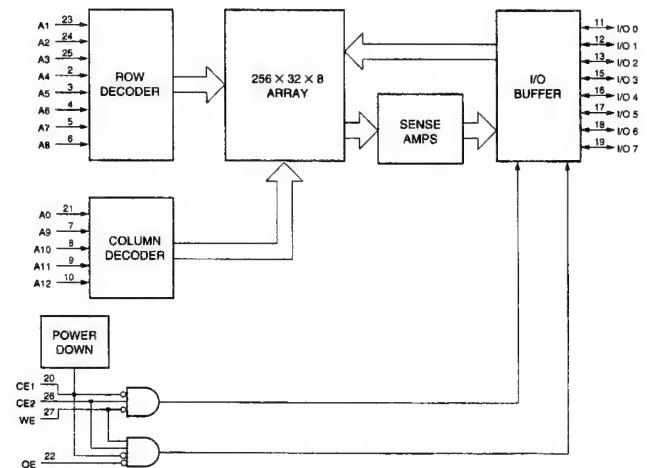 A1 23
A2 24
A3 25
A4 2
A5 3
A6 4
A7 5
A8 6
ROW
DECODER
256 × 32 × 8
ARRAY
SENSE
AMPS
I/O
BUFFER
11 I/O 0
12 I/O 1
13 I/O 2
15 I/O 3
16 I/O 4
17 I/O 5
18 I/O 6
19 I/O 7
A0 21
A9 7
A10 8
A11 9
A12 10
COLUMN
DECODER
POWER
DOWN
CE1 20
CE2 26
WE 27
OE 22